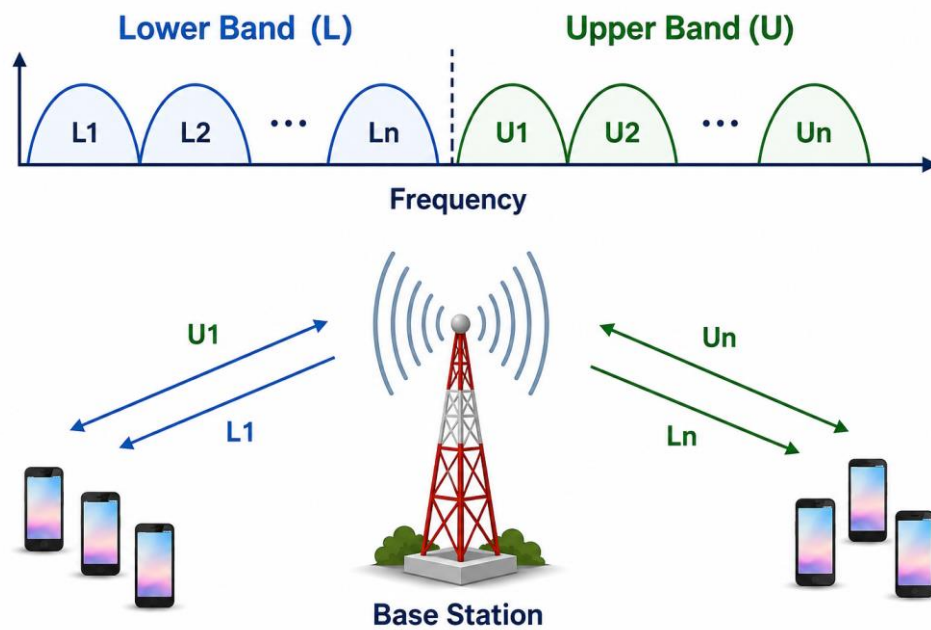 Lower Band (L)
Upper Band (U)
L1
L2
...
Ln
U1
U2
...
Un
Frequency
U1
L1
Un
Ln
Base Station